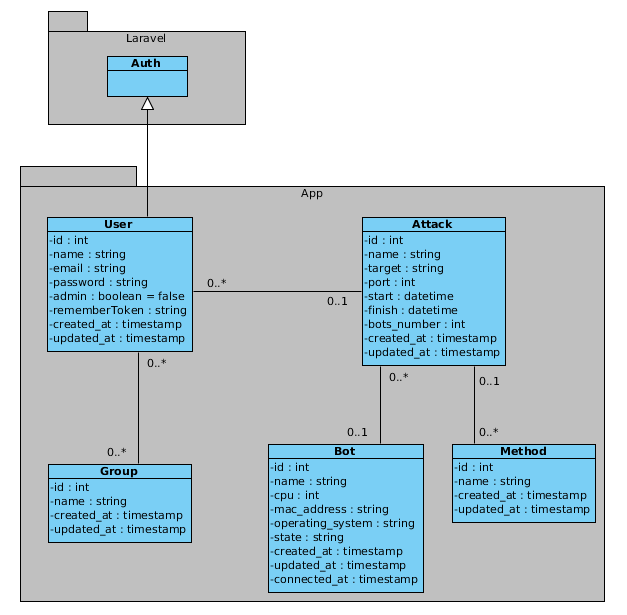 Laravel
Auth
App
User
-id : int
-name : string
-email : string
-password : string
-admin : boolean = false
-rememberToken : string
-created_at : timestamp
-updated_at : timestamp
0..*
0..1
Attack
-id : int
-name : string
-target : string
-port : int
-start : datetime
-finish : datetime
-bots_number : int
-created_at : timestamp
-updated_at : timestamp
0..*
0..*
0..*
0..1
0..1
0..*
Group
-id : int
-name : string
-created_at : timestamp
-updated_at : timestamp
Bot
-id : int
-name : string
-cpu : int
-mac_address : string
-operating_system : string
-state : string
-created_at : timestamp
-updated_at : timestamp
-connected_at : timestamp
Method
-id : int
-name : string
-created_at : timestamp
-updated_at : timestamp